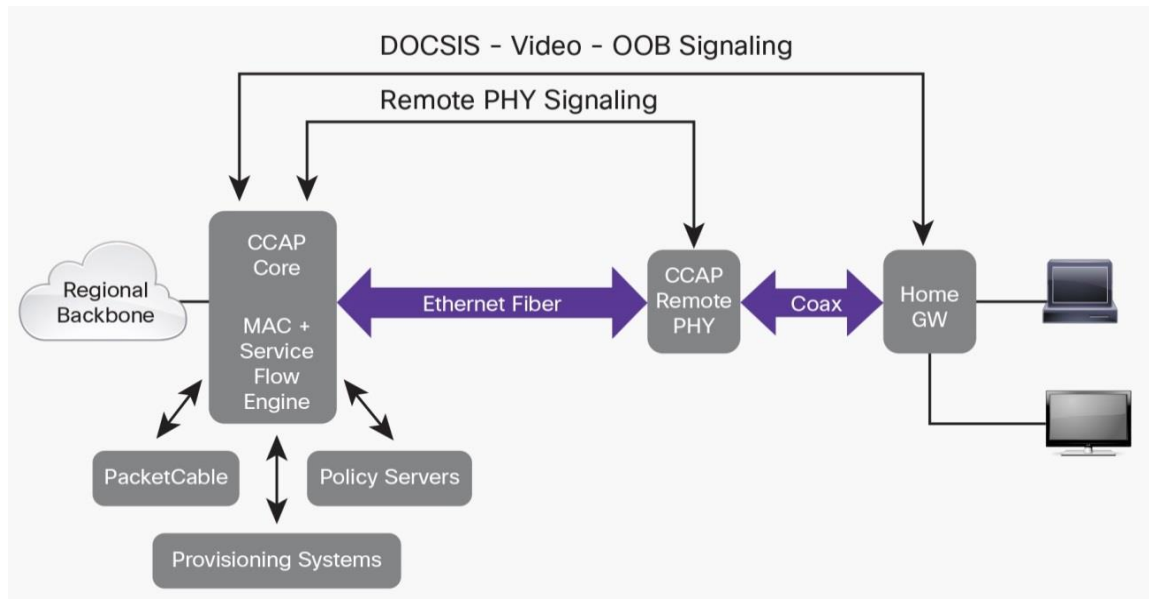 DOCSIS - Video - OOB Signaling
Remote PHY Signaling
Regional
Backbone
CCAP
Core
MAC +
Service
Flow
Engine
Ethernet Fiber
CCAP
Remote
PHY
Coax
Home
GW
PacketCable
Policy Servers
Provisioning Systems